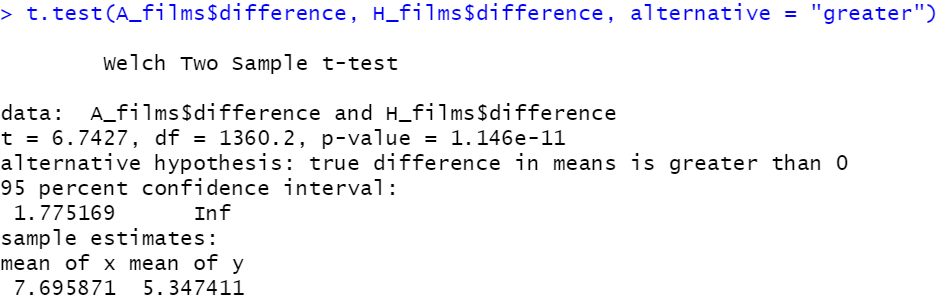 > t.test(A_films$difference, H_films$difference, alternative = "greater")
Welch Two Sample t-test
data:  A_films$difference and H_films$difference
t = 6.7427, df = 1360.2, p-value = 1.146e-11
alternative hypothesis: true difference in means is greater than 0
95 percent confidence interval:
1.775169      Inf
sample estimates:
mean of x mean of y
7.695871  5.347411